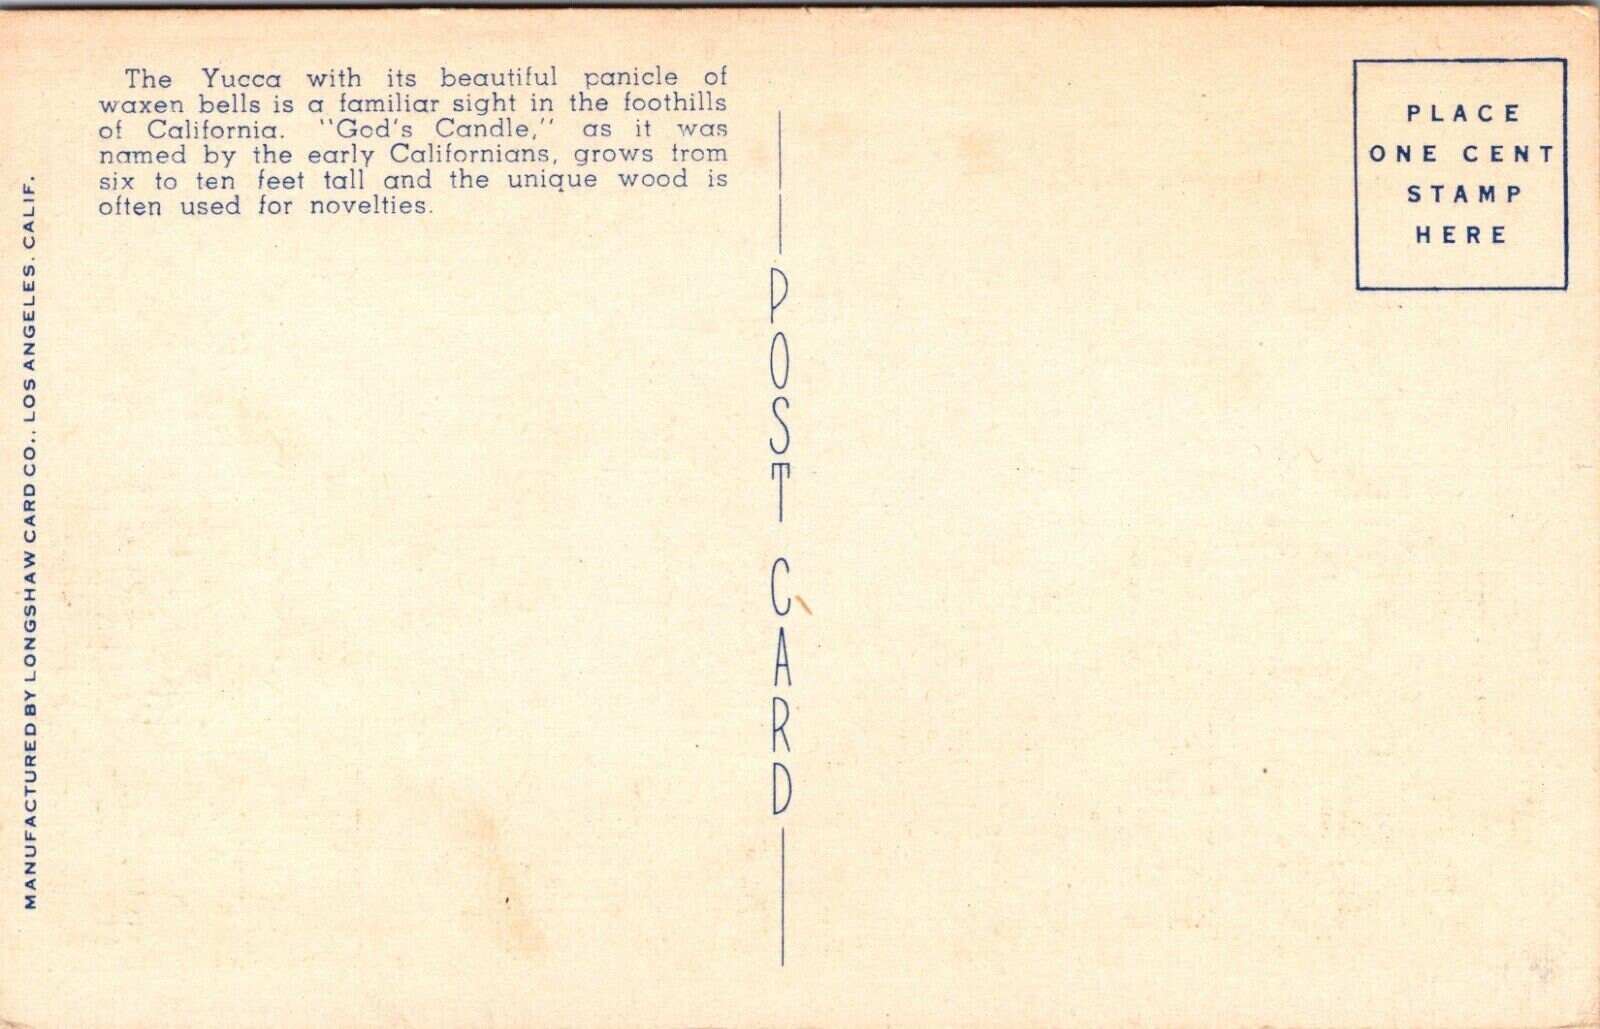 The Yucca with its beautiful panicle of
waxen bells is a familiar sight in the foothills
of California. "God's Candle," as it was
named by the early Californians, grows from
six to ten feet tall and the unique wood is
often used for novelties.
PLACE
ONE CENT
STAMP
HERE
POST CARD
MANUFACTURED BY LONGSHAW CARD CO., LOS ANGELES, CALIF.